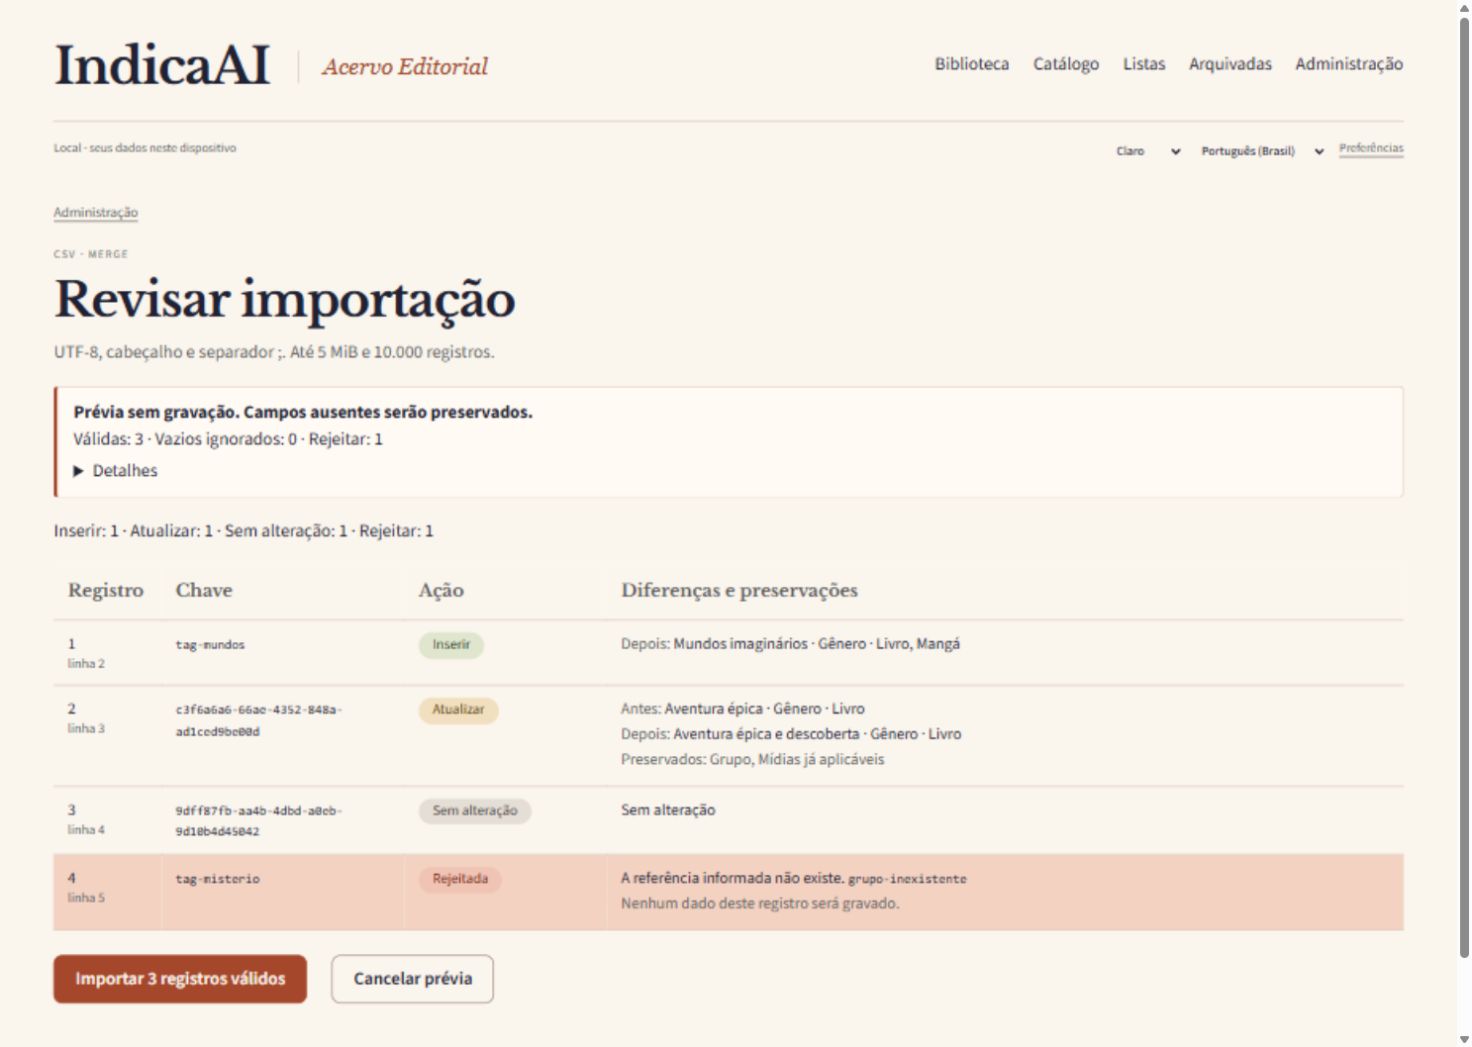 IndicaAI
Acervo Editorial
Biblioteca Catálogo Listas Arquivadas Administração
Local · seus dados neste dispositivo
Claro Português (Brasil) Preferências
Administração
CSV · MERGE
Revisar importação
UTF-8, cabeçalho e separador ;. Até 5 MiB e 10.000 registros.
Prévia sem gravação. Campos ausentes serão preservados.
Válidas: 3 · Vazios ignorados: 0 · Rejeitar: 1
▶ Detalhes
Inserir: 1 · Atualizar: 1 · Sem alteração: 1 · Rejeitar: 1
Registro Chave Ação Diferenças e preservações
1 tag-mundos Inserir Depois: Mundos imaginários · Gênero · Livro, Mangá
linha 2
2 c3f6a6a6-66ae-4352-848a- Atualizar Antes: Aventura épica · Gênero · Livro
linha 3 ad1ced9be00d Depois: Aventura épica e descoberta · Gênero · Livro
Preservados: Grupo, Mídias já aplicáveis
3 9dff87fb-aa4b-4dbd-a0eb- Sem alteração Sem alteração
linha 4 9d10b4d45042
4 tag-misterio Rejeitada A referência informada não existe. grupo-inexistente
linha 5 Nenhum dado deste registro será gravado.
Importar 3 registros válidos Cancelar prévia